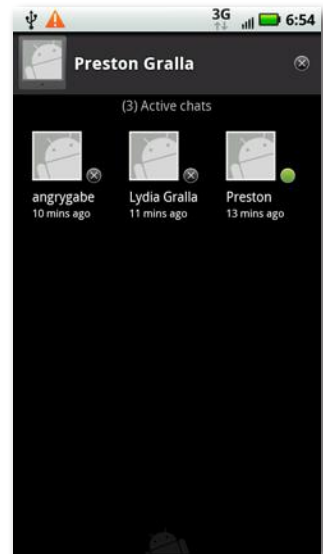 3G 6:54
Preston Gralla
(3) Active chats
angrygabe Lydia Gralla Preston
10 mins ago 11 mins ago 13 mins ago